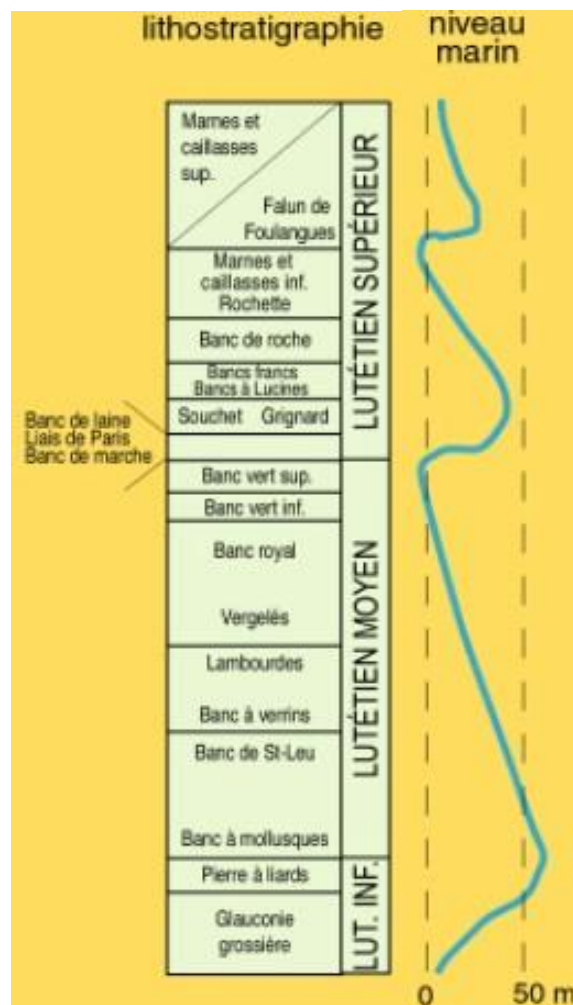 lithostratigraphie
niveau
marin
Marnes et
caillasses
sup.
Falun de
Foulangues
Marnes et
caillasses inf.
Rochette
Banc de roche
Bancs francs
Bancs à Lucines
Souchet Grignard
Banc de laine
Liais de Paris
Banc de marche
Banc vert sup.
Banc vert inf.
Banc royal
Vergelés
Lambourdes
Banc à verrins
Banc de St-Leu
Banc à mollusques
Pierre à liards
Glauconie
grossière
LUTÉTIEN SUPÉRIEUR
LUTÉTIEN MOYEN
LUT. INF.
0 50 m